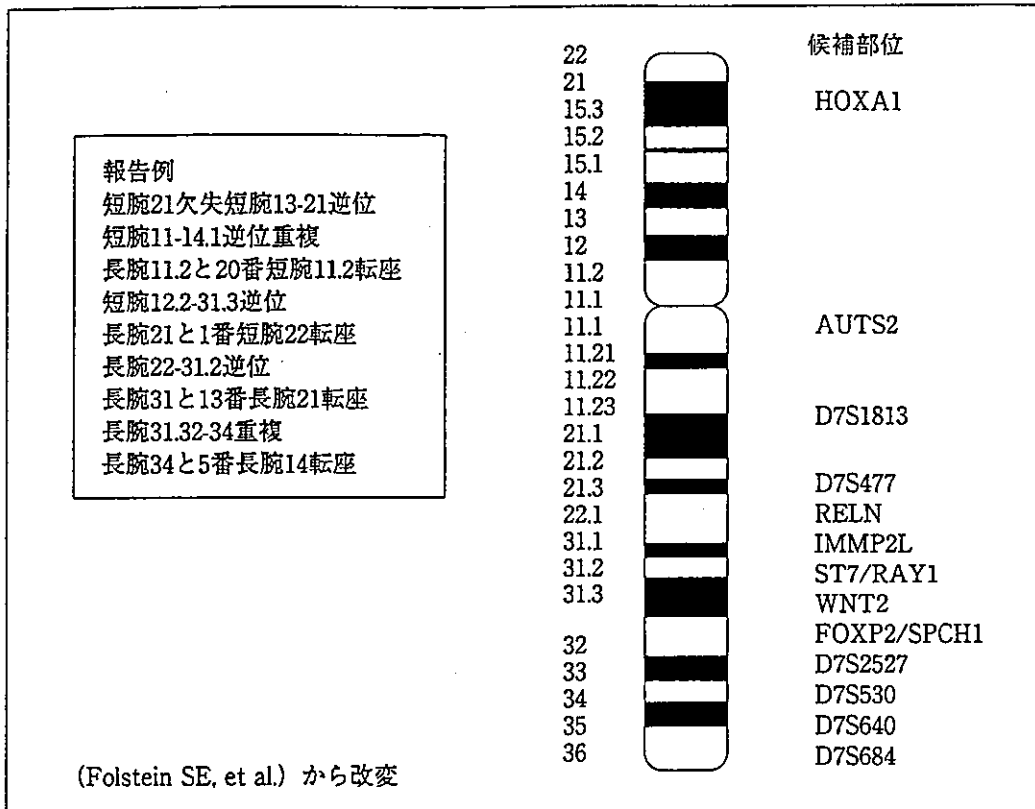 報告例
短腕21欠失短腕13-21逆位
短腕11-14.1逆位重複
長腕11.2と20番短腕11.2転座
短腕12.2-31.3逆位
長腕21と1番短腕22転座
長腕22-31.2逆位
長腕31と13番長腕21転座
長腕31.32-34重複
長腕34と5番長腕14転座
22
21
15.3
15.2
15.1
14
13
12
11.2
11.1
11.1
11.21
11.22
11.23
21.1
21.2
21.3
22.1
31.1
31.2
31.3
32
33
34
35
36
候補部位
HOXA1
AUTS2
D7S1813
D7S477
RELN
IMMP2L
ST7/RAY1
WNT2
FOXP2/SPCH1
D7S2527
D7S530
D7S640
D7S684
(Folstein SE, et al.) から改変